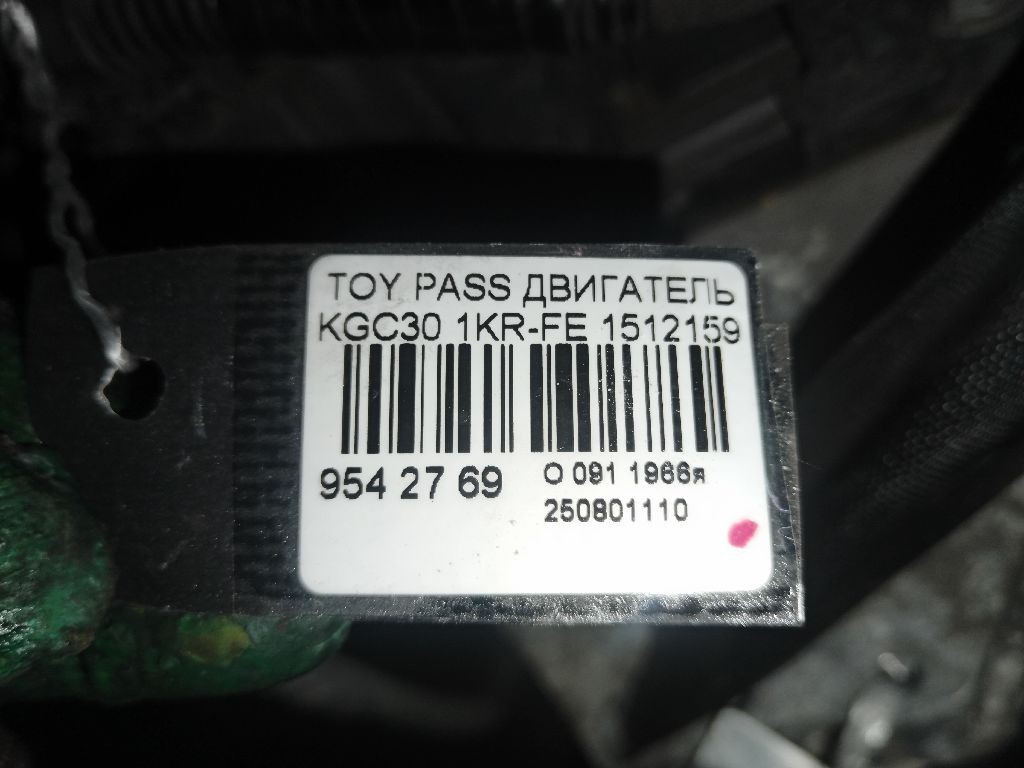 TOY PASS ДВИГАТЕЛЬ
KGC30 1KR-FE 1512159
954 27 69
О 091 1966я
250801110